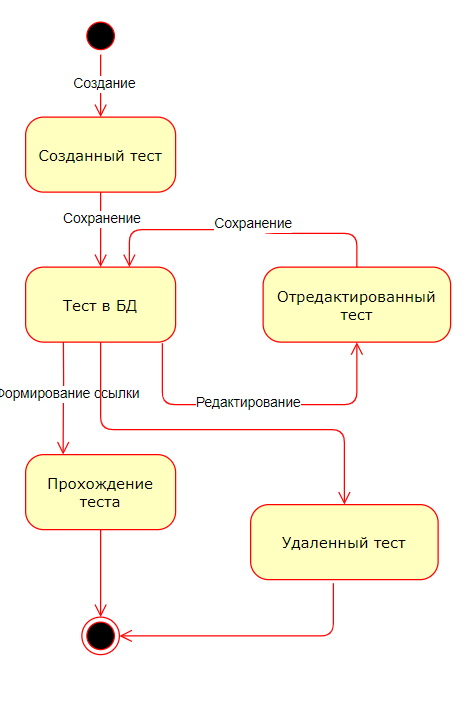 Создание
Созданный тест
Сохранение
Сохранение
Тест в БД
Отредактированный
тест
Формирование ссылки
Редактирование
Прохождение
теста
Удаленный тест